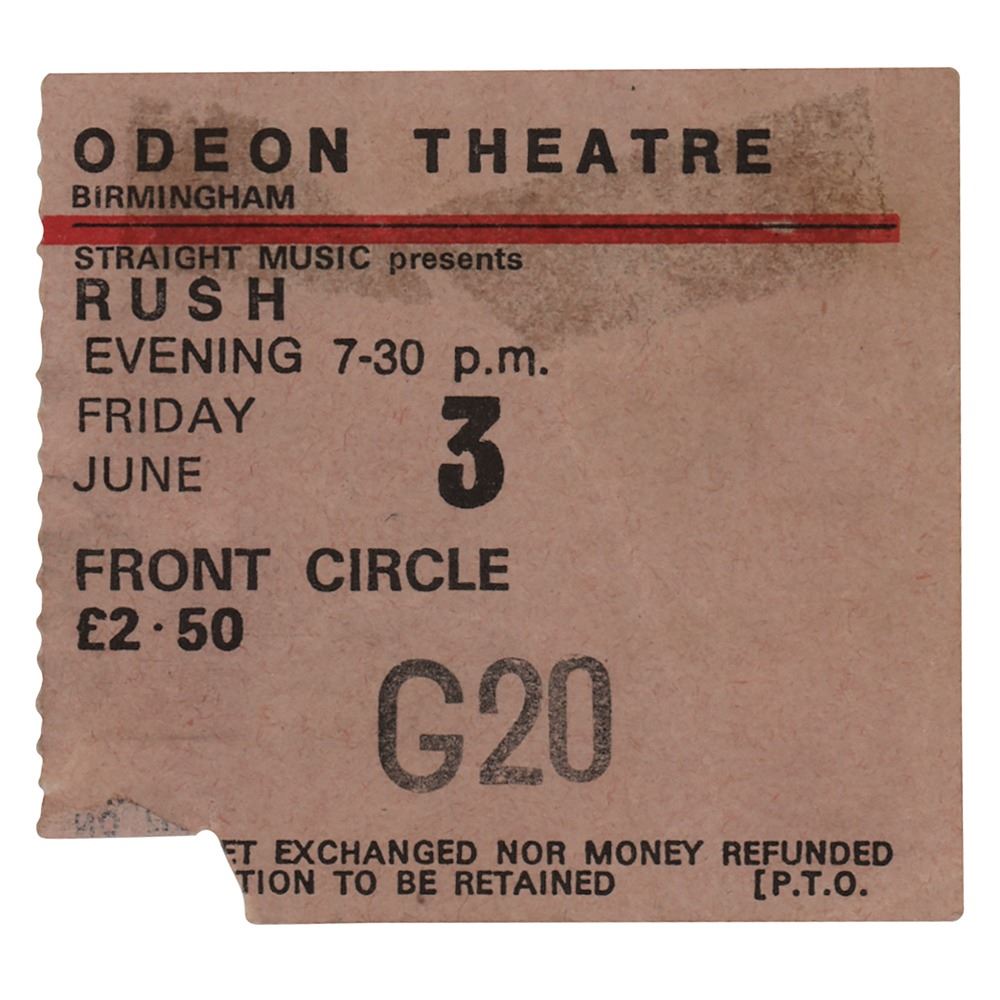 ODEON THEATRE
BIRMINGHAM
STRAIGHT MUSIC presents
RUSH
EVENING 7-30 p.m.
FRIDAY 3
JUNE
FRONT CIRCLE
£2·50
G20
ET EXCHANGED NOR MONEY REFUNDED
TION TO BE RETAINED [P.T.O.